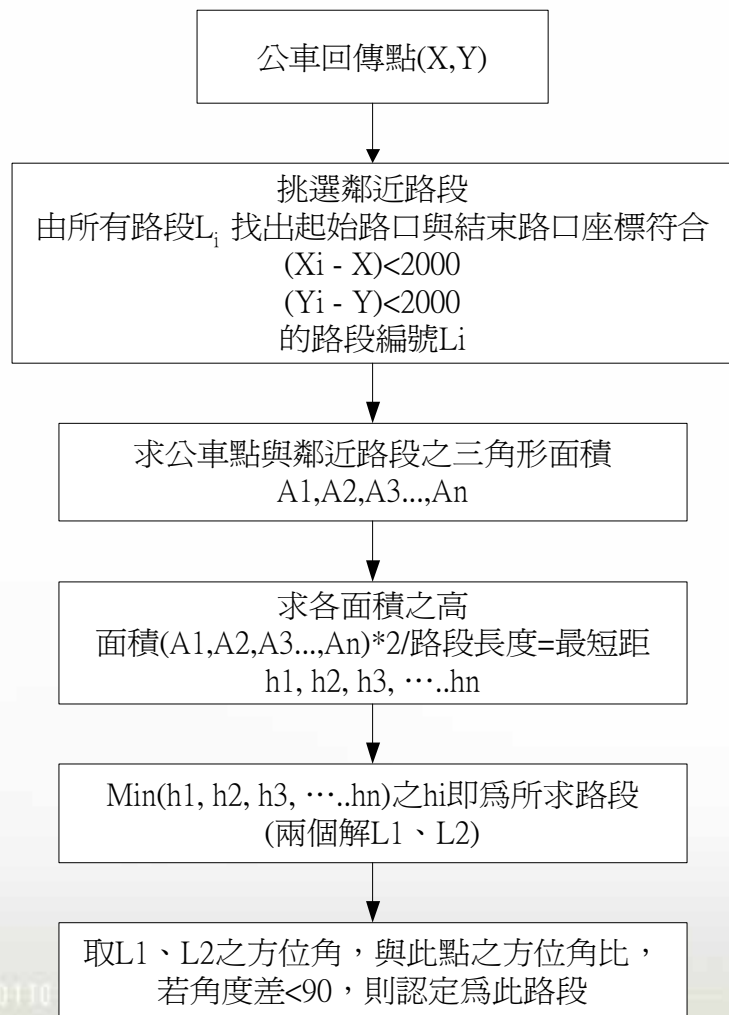 公車回傳點(X,Y)
挑選鄰近路段
由所有路段Li 找出起始路口與結束路口座標符合
(Xi - X)<2000
(Yi - Y)<2000
的路段編號Li
求公車點與鄰近路段之三角形面積
A1,A2,A3...,An
求各面積之高
面積(A1,A2,A3...,An)*2/路段長度=最短距
h1, h2, h3, …..hn
Min(h1, h2, h3, …..hn)之hi即為所求路段
(兩個解L1、L2)
取L1、L2之方位角，與此點之方位角比，
若角度差<90，則認定為此路段